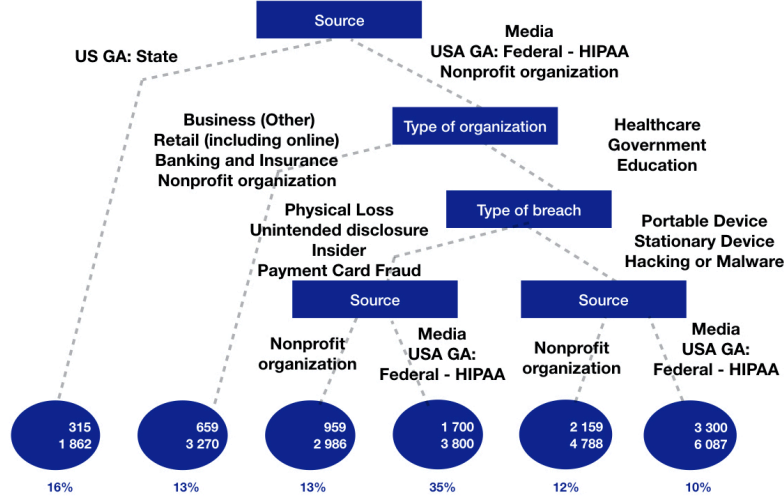 Source
US GA: State
Media
USA GA: Federal - HIPAA
Nonprofit organization
Type of organization
Business (Other)
Retail (including online)
Banking and Insurance
Nonprofit organization
Healthcare
Government
Education
Type of breach
Physical Loss
Unintended disclosure
Insider
Payment Card Fraud
Portable Device
Stationary Device
Hacking or Malware
Source
Source
Nonprofit
organization
Media
USA GA:
Federal - HIPAA
Nonprofit
organization
Media
USA GA:
Federal - HIPAA
315
1 862
659
3 270
959
2 986
1 700
3 800
2 159
4 788
3 300
6 087
16%
13%
13%
35%
12%
10%